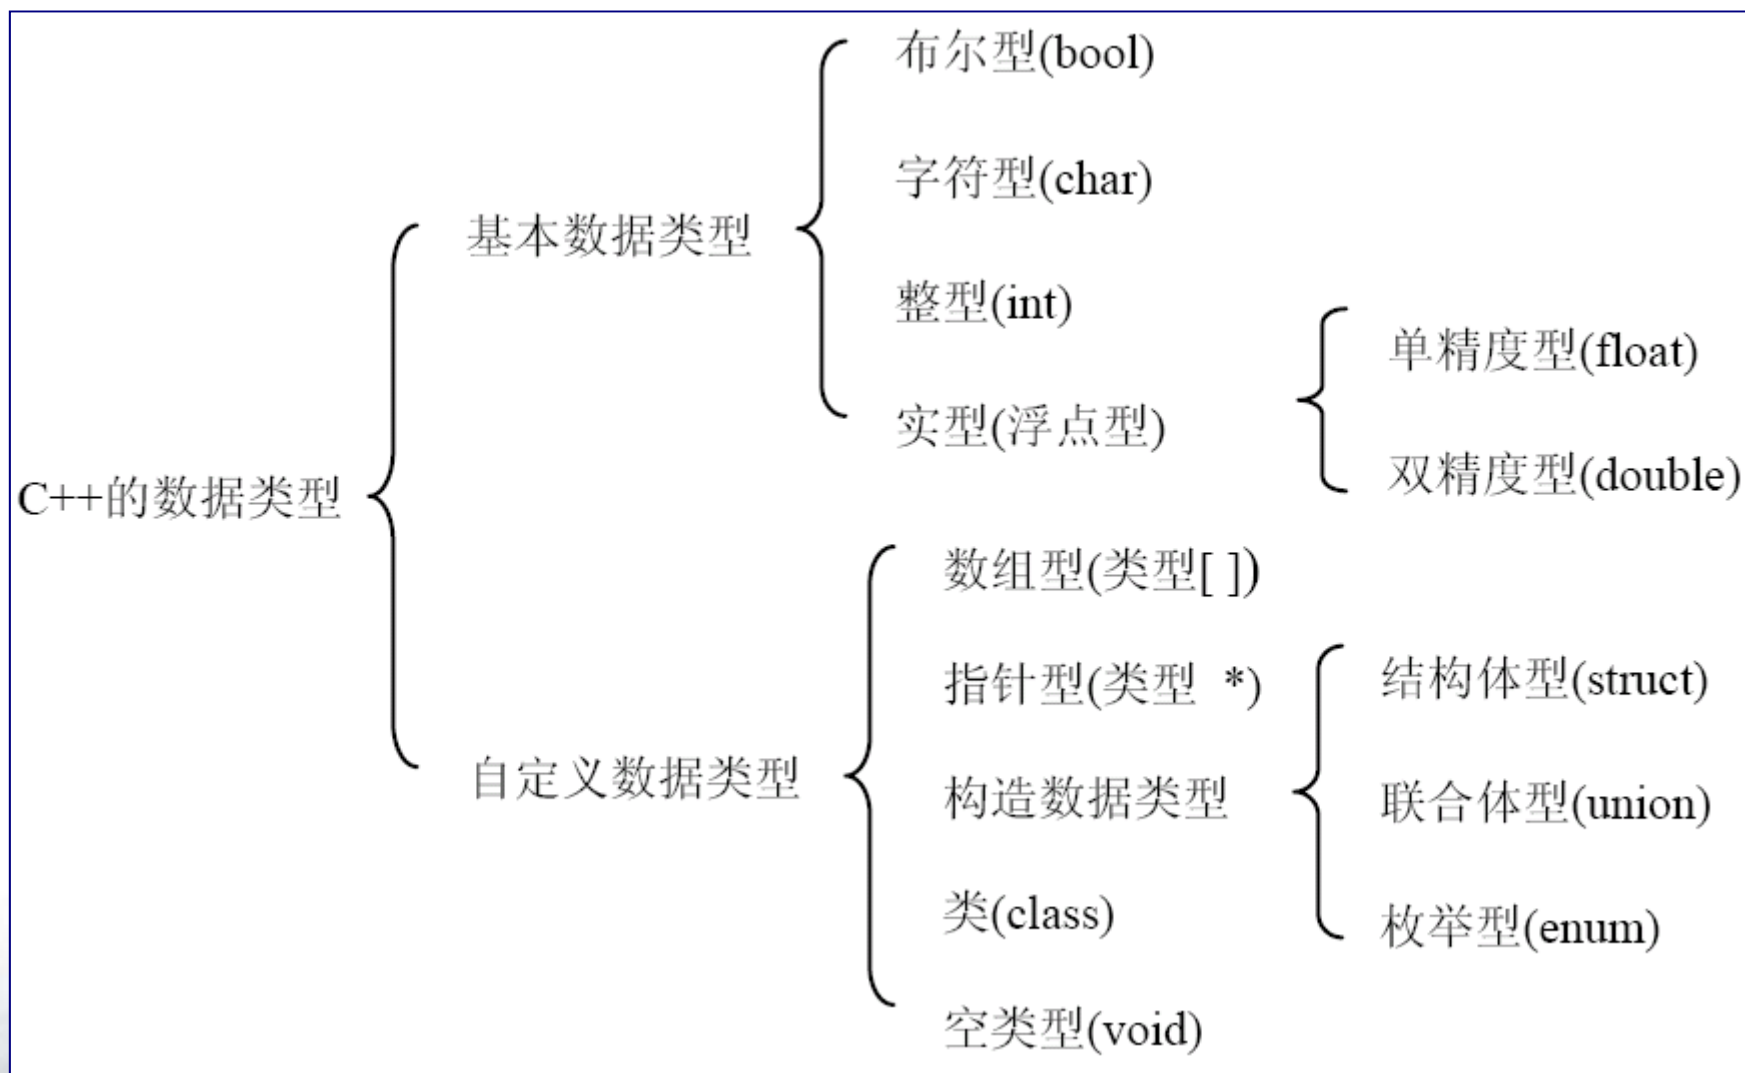 C++的数据类型
基本数据类型
布尔型(bool)
字符型(char)
整型(int)
实型(浮点型)
单精度型(float)
双精度型(double)
自定义数据类型
数组型(类型[ ])
指针型(类型 *)
构造数据类型
结构体型(struct)
联合体型(union)
枚举型(enum)
类(class)
空类型(void)